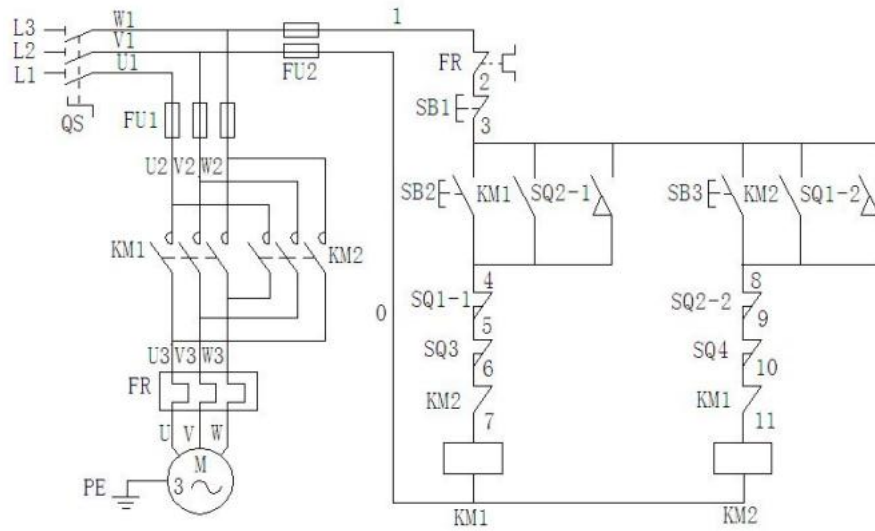 L3 W1 1
L2 V1
L1 U1
FU2
QS FU1
FR
2
SB1
3
U2 V2 W2
SB2 KM1 SQ2-1 SB3 KM2 SQ1-2
KM1 KM2
0
4 8
SQ1-1 SQ2-2
5 9
SQ3 SQ4
6 10
KM2 KM1
7 11
U3 V3 W3
FR
U V W
M
3
PE
KM1 KM2